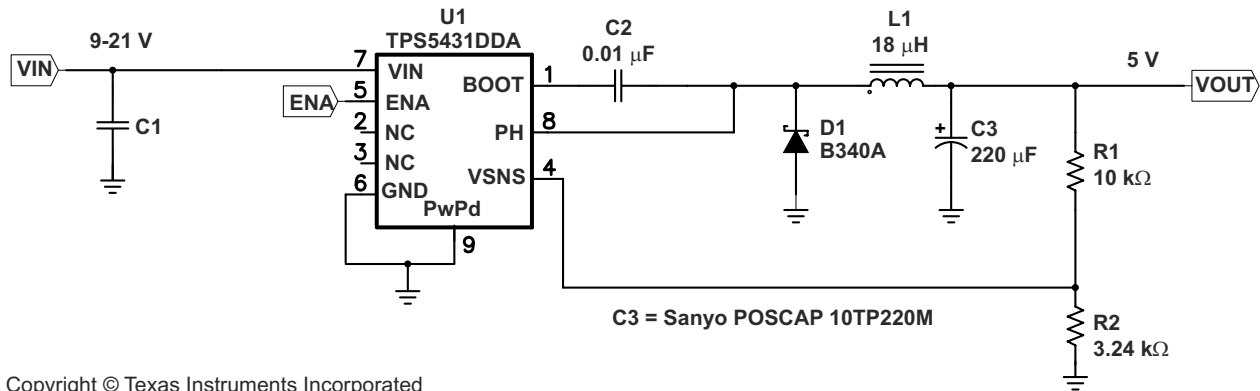 U1
TPS5431DDA
9-21 V
VIN
7
VIN
5
ENA
ENA
2
NC
3
NC
6
GND
PwPd
9
BOOT
1
PH
8
VSNS
4
C1
C2
0.01 μF
L1
18 μH
5 V
VOUT
D1
B340A
+
C3
220 μF
R1
10 kΩ
C3 = Sanyo POSCAP 10TP220M
R2
3.24 kΩ
Copyright © Texas Instruments Incorporated